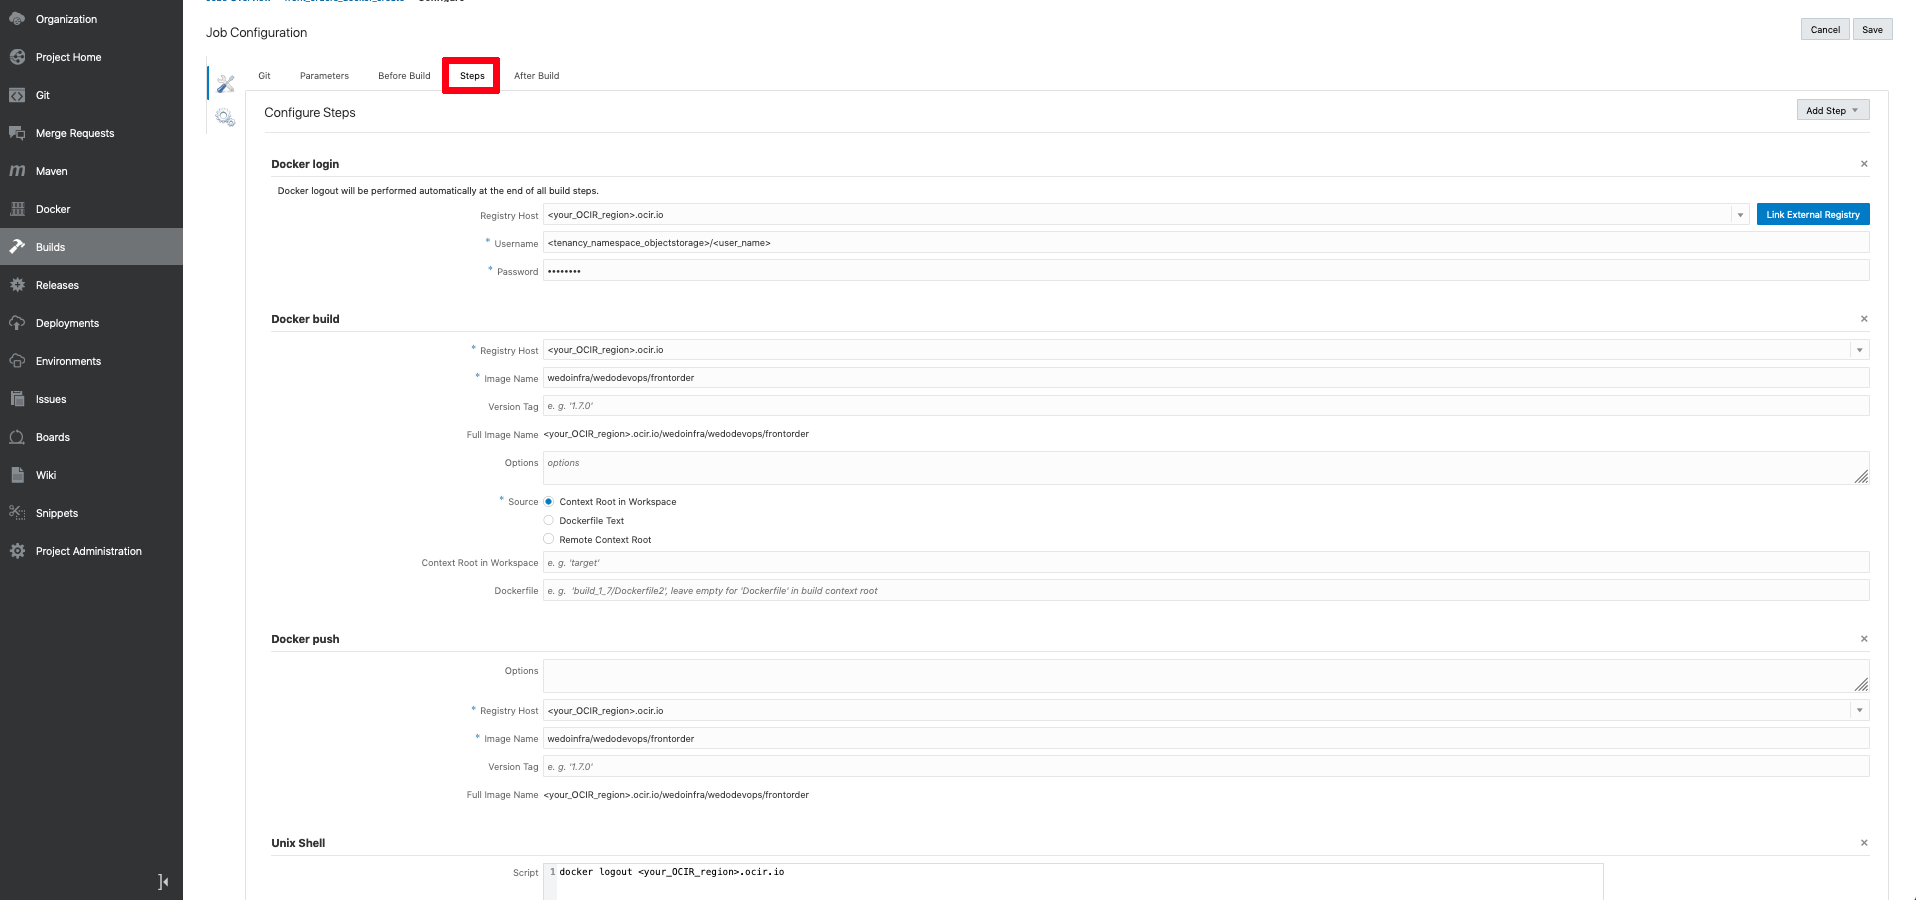 Organization
Project Home
Git
Merge Requests
Maven
Docker
Builds
Releases
Deployments
Environments
Issues
Boards
Wiki
Snippets
Project Administration
Job Configuration
Cancel Save
Git Parameters Before Build Steps After Build
Configure Steps
Add Step
Docker login
Docker logout will be performed automatically at the end of all build steps.
Registry Host <your_OCIR_region>.ocir.io
Link External Registry
* Username <tenancy_namespace_objectstorage>/<user_name>
* Password ••••••••
Docker build
* Registry Host <your_OCIR_region>.ocir.io
* Image Name wedoinfra/wedodevops/frontorder
Version Tag e. g. '1.7.0'
Full Image Name <your_OCIR_region>.ocir.io/wedoinfra/wedodevops/frontorder
Options options
* Source Context Root in Workspace
Dockerfile Text
Remote Context Root
Context Root in Workspace e. g. 'target'
Dockerfile e. g. 'build_1_7/Dockerfile2', leave empty for 'Dockerfile' in build context root
Docker push
Options
* Registry Host <your_OCIR_region>.ocir.io
* Image Name wedoinfra/wedodevops/frontorder
Version Tag e. g. '1.7.0'
Full Image Name <your_OCIR_region>.ocir.io/wedoinfra/wedodevops/frontorder
Unix Shell
Script 1 docker logout <your_OCIR_region>.ocir.io